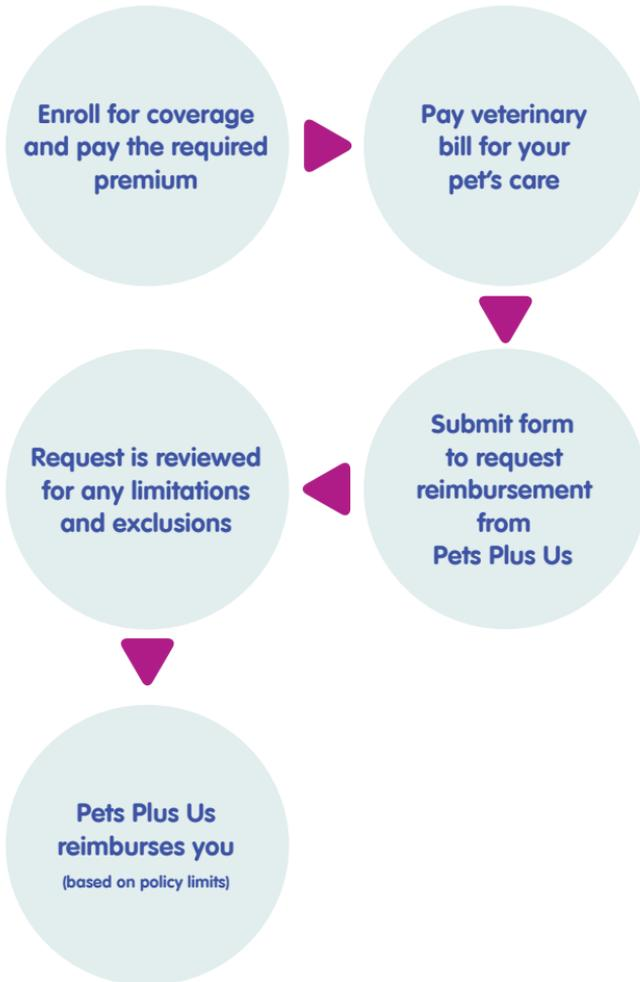 Enroll for coverage
and pay the required
premium
Pay veterinary
bill for your
pet's care
Submit form
to request
reimbursement
from
Pets Plus Us
Request is reviewed
for any limitations
and exclusions
Pets Plus Us
reimburses you
(based on policy limits)